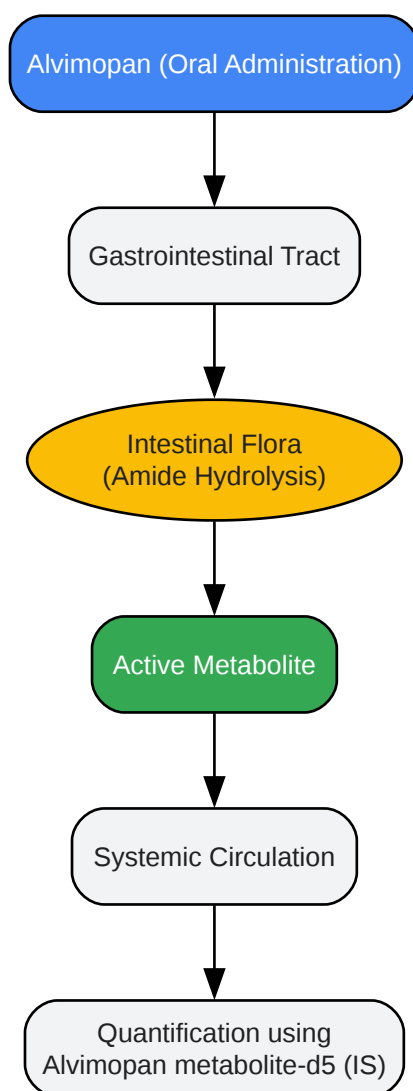 Alvimopan (Oral Administration)
Gastrointestinal Tract
Intestinal Flora
(Amide Hydrolysis)
Active Metabolite
Systemic Circulation
Quantification using
Alvimopan metabolite-d5 (IS)